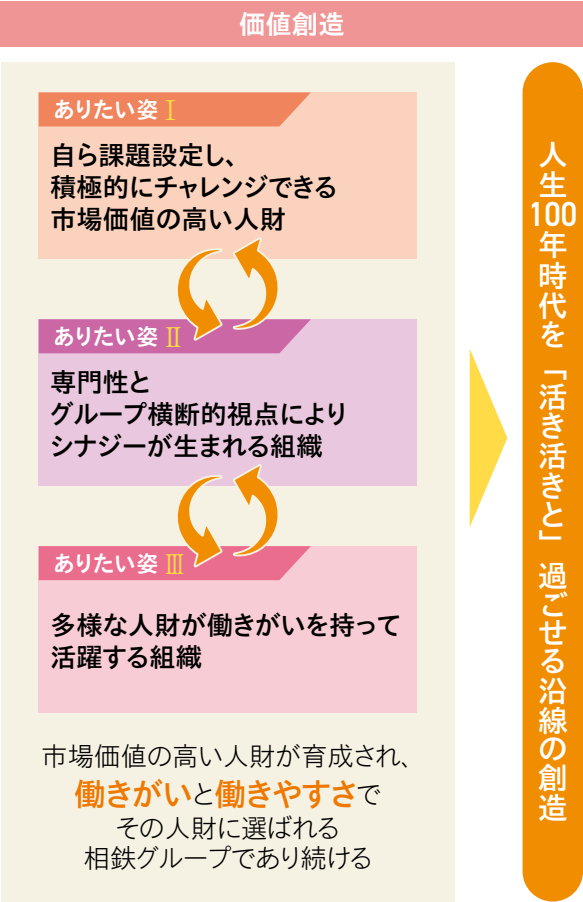 価値創造
ありたい姿 Ⅰ
自ら課題設定し、
積極的にチャレンジできる
市場価値の高い人財
ありたい姿 Ⅱ
専門性と
グループ横断的視点により
シナジーが生まれる組織
ありたい姿 Ⅲ
多様な人財が働きがいを持って
活躍する組織
市場価値の高い人財が育成され、
働きがいと働きやすさで
その人財に選ばれる
相鉄グループであり続ける
人生100年時代を「活き活きと」過ごせる沿線の創造